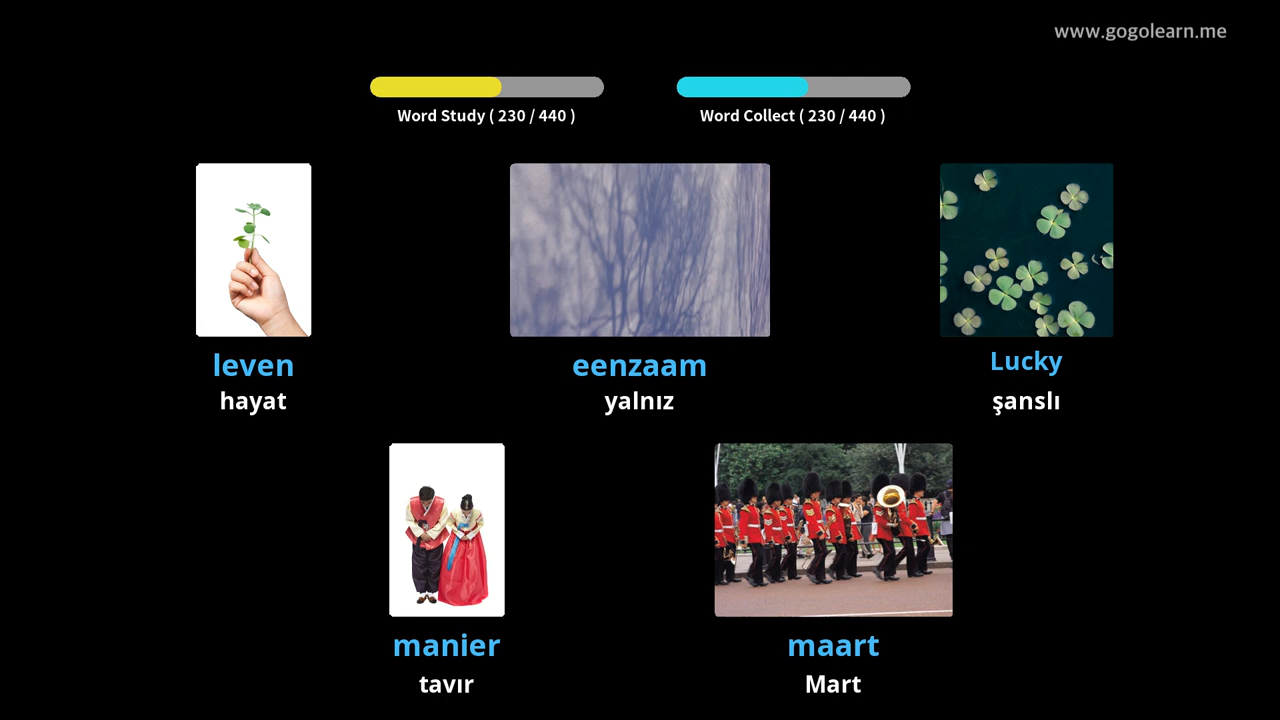 www.gogolearn.me
Word Study ( 230 / 440 )
Word Collect ( 230 / 440 )
leven
hayat
eenzaam
yalnız
Lucky
şanslı
manier
tavır
maart
Mart